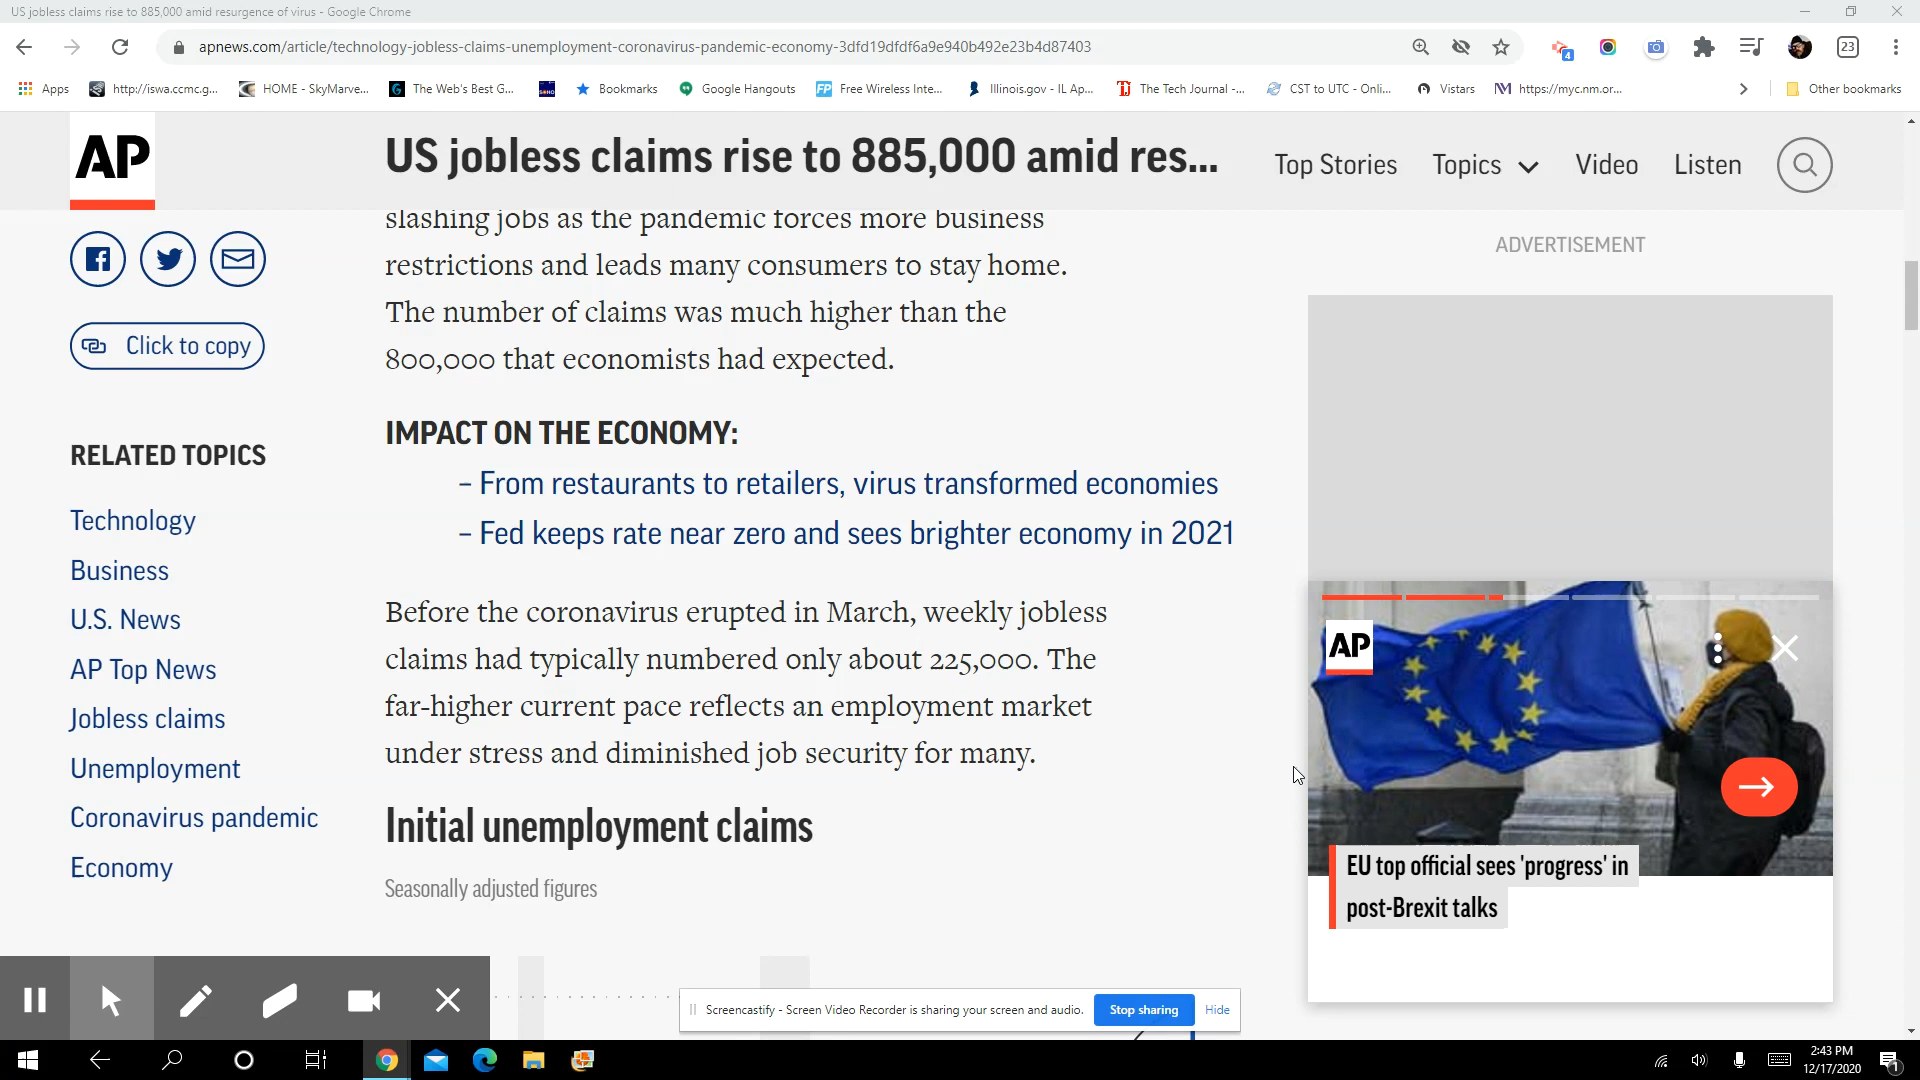 US jobless claims rise to 885,000 amid resurgence of virus - Google Chrome
apnews.com/article/technology-jobless-claims-unemployment-coronavirus-pandemic-economy-3dfd19dfdf6a9e940b492e23b4d87403
4
23
Apps
http://iswa.ccmc.g...
HOME - SkyMarve...
The Web's Best G...
Bookmarks
Google Hangouts
FP
Free Wireless Inte...
Illinois.gov - IL Ap...
The Tech Journal -...
CST to UTC - Onli...
Vistars
https://myc.nm.or...
Other bookmarks
AP
US jobless claims rise to 885,000 amid res...
Top Stories
Topics
Video
Listen
slashing jobs as the pandemic forces more business
restrictions and leads many consumers to stay home.
The number of claims was much higher than the
800,000 that economists had expected.
Click to copy
RELATED TOPICS
Technology
Business
U.S. News
AP Top News
Jobless claims
Unemployment
Coronavirus pandemic
Economy
IMPACT ON THE ECONOMY:
– From restaurants to retailers, virus transformed economies
– Fed keeps rate near zero and sees brighter economy in 2021
Before the coronavirus erupted in March, weekly jobless
claims had typically numbered only about 225,000. The
far-higher current pace reflects an employment market
under stress and diminished job security for many.
Initial unemployment claims
Seasonally adjusted figures
ADVERTISEMENT
AP
EU top official sees 'progress' in
post-Brexit talks
Screencastify - Screen Video Recorder is sharing your screen and audio.
Stop sharing
Hide
2:43 PM
12/17/2020
1